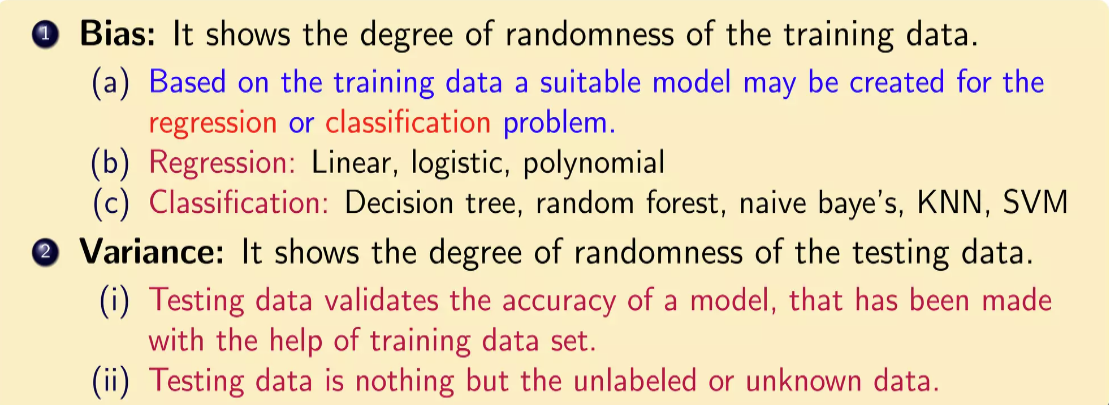 1 Bias: It shows the degree of randomness of the training data.
(a) Based on the training data a suitable model may be created for the
regression or classification problem.
(b) Regression: Linear, logistic, polynomial
(c) Classification: Decision tree, random forest, naive baye's, KNN, SVM
2 Variance: It shows the degree of randomness of the testing data.
(i) Testing data validates the accuracy of a model, that has been made
with the help of training data set.
(ii) Testing data is nothing but the unlabeled or unknown data.